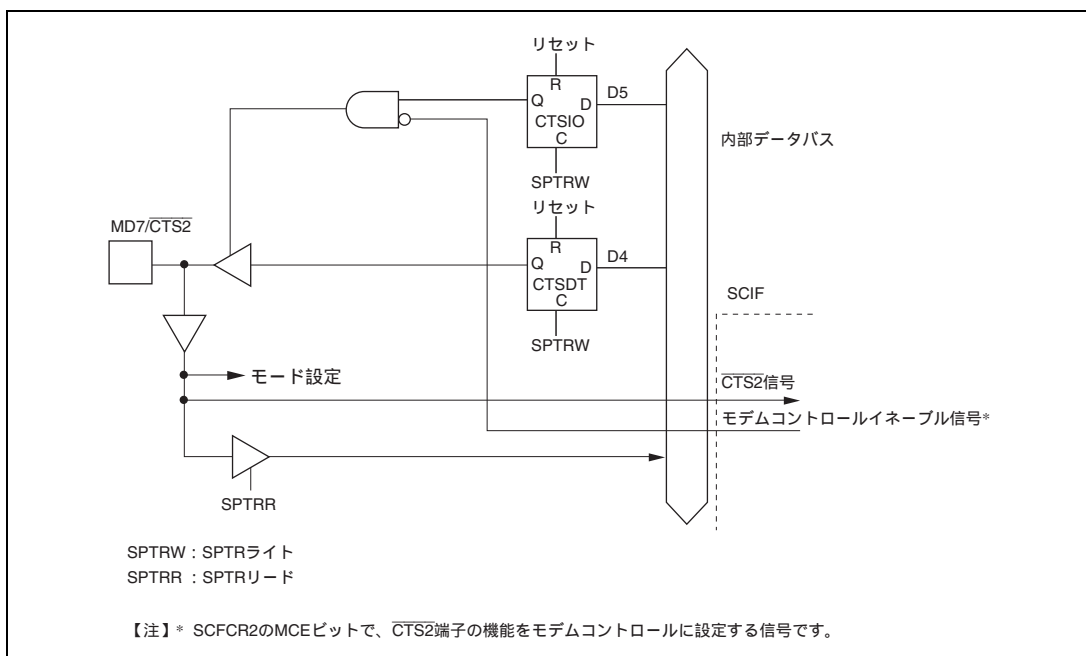 リセット
R
Q
D
D5
CTSIO
C
内部データバス
SPTRW
リセット
MD7/CTS2
R
Q
D
D4
CTSDT
C
SCIF
SPTRW
モード設定
CTS2信号
モデムコントロールイネーブル信号*
SPTRR
SPTRW：SPTRライト
SPTRR ：SPTRリード
【注】* SCFCR2のMCEビットで、CTS2端子の機能をモデムコントロールに設定する信号です。